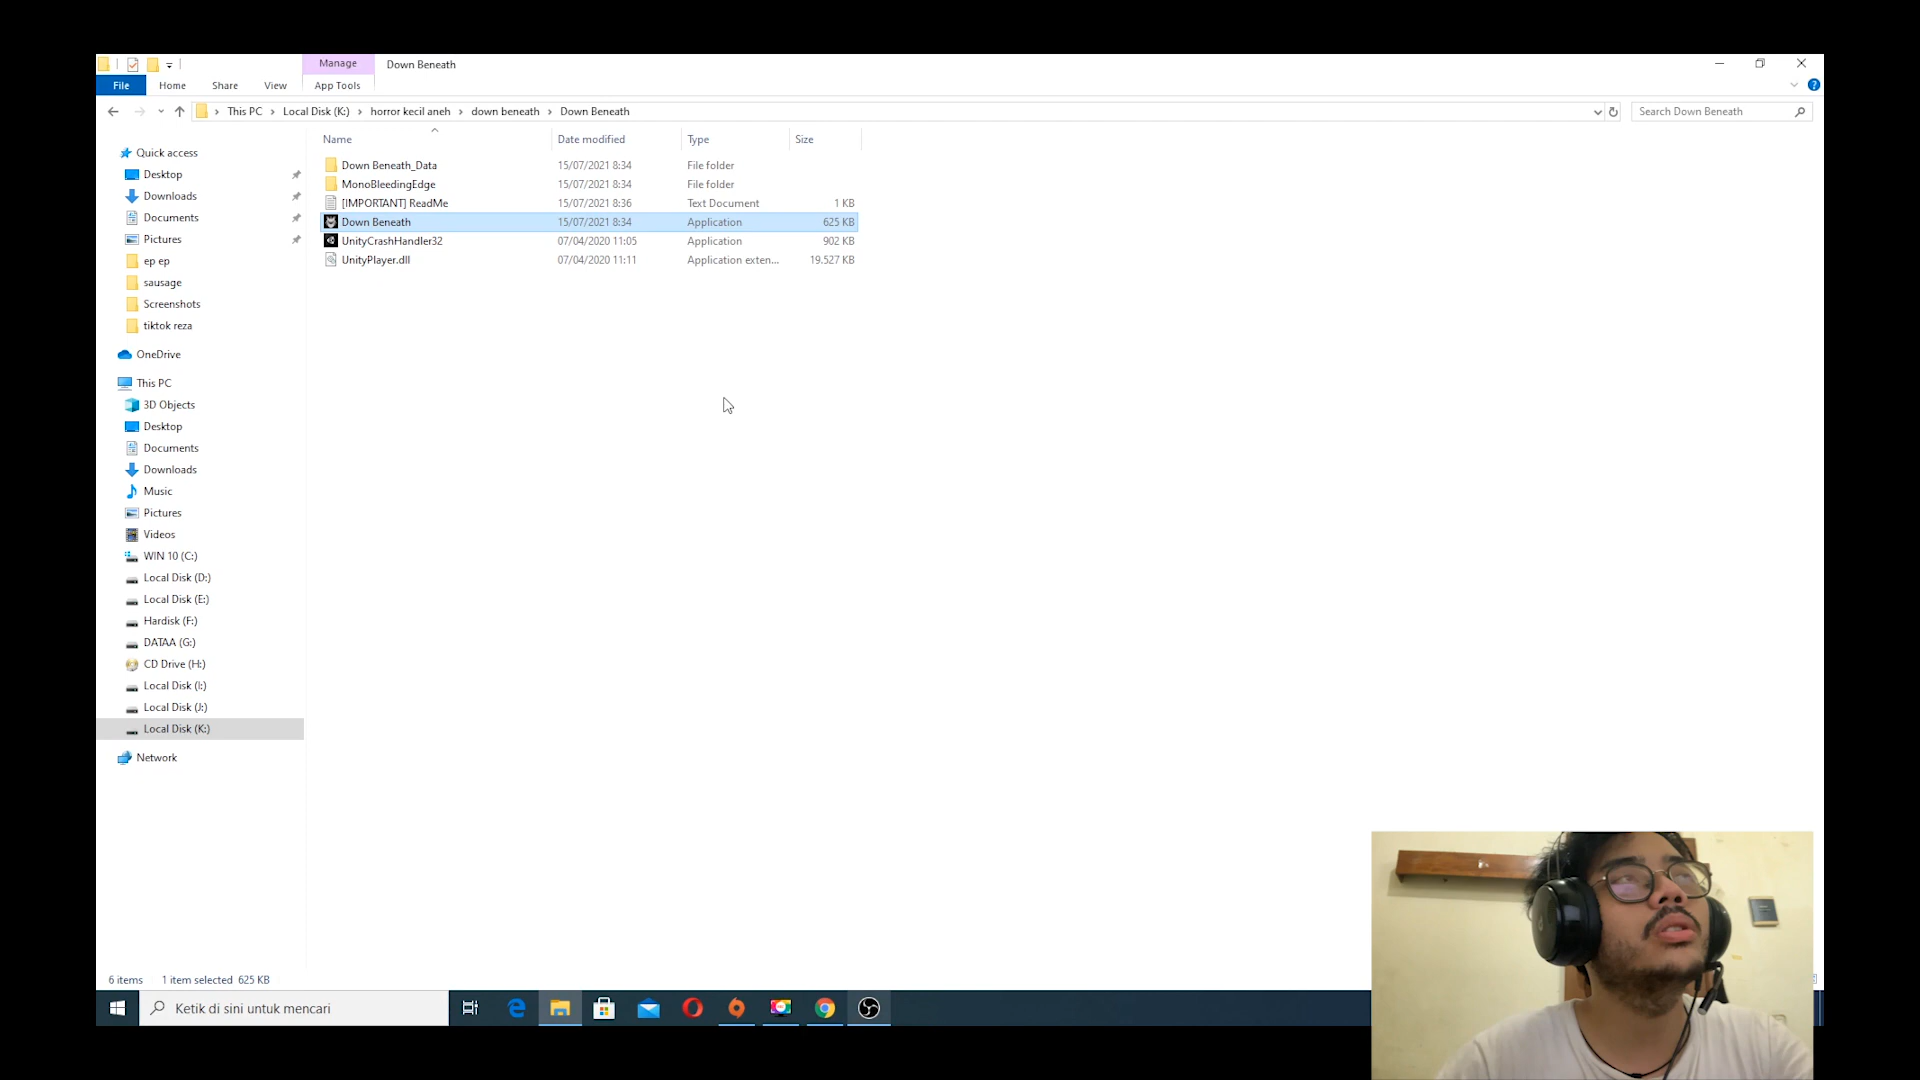 Manage
Down Beneath
File
Home
Share
View
App Tools
This PC
Local Disk (K:)
horror kecil aneh
down beneath
Down Beneath
Search Down Beneath
Name
Date modified
Type
Size
Down Beneath_Data
15/07/2021 8:34
File folder
MonoBleedingEdge
15/07/2021 8:34
File folder
[IMPORTANT] ReadMe
15/07/2021 8:36
Text Document
1 KB
Down Beneath
15/07/2021 8:34
Application
625 KB
UnityCrashHandler32
07/04/2020 11:05
Application
902 KB
UnityPlayer.dll
07/04/2020 11:11
Application exten...
19.527 KB
Quick access
Desktop
Downloads
Documents
Pictures
ep ep
sausage
Screenshots
tiktok reza
OneDrive
This PC
3D Objects
Desktop
Documents
Downloads
Music
Pictures
Videos
WIN 10 (C:)
Local Disk (D:)
Local Disk (E:)
Hardisk (F:)
DATAA (G:)
CD Drive (H:)
Local Disk (I:)
Local Disk (J:)
Local Disk (K:)
Network
6 items
1 item selected 625 KB
Ketik di sini untuk mencari